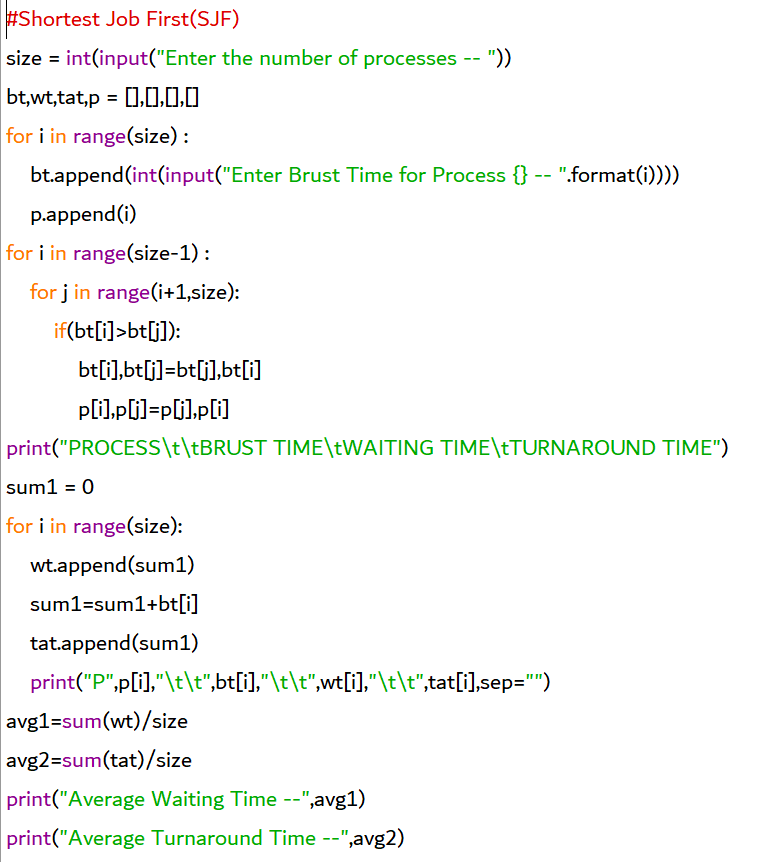 #Shortest Job First(SJF)
size = int(input("Enter the number of processes -- "))
bt,wt,tat,p = [],[],[],[]
for i in range(size) :
    bt.append(int(input("Enter Brust Time for Process {} -- ".format(i))))
    p.append(i)
for i in range(size-1) :
    for j in range(i+1,size):
        if(bt[i]>bt[j]):
            bt[i],bt[j]=bt[j],bt[i]
            p[i],p[j]=p[j],p[i]
print("PROCESS\t\tBRUST TIME\tWAITING TIME\tTURNAROUND TIME")
sum1 = 0
for i in range(size):
    wt.append(sum1)
    sum1=sum1+bt[i]
    tat.append(sum1)
    print("P",p[i],"\t\t",bt[i],"\t\t",wt[i],"\t\t",tat[i],sep="")
avg1=sum(wt)/size
avg2=sum(tat)/size
print("Average Waiting Time --",avg1)
print("Average Turnaround Time --",avg2)